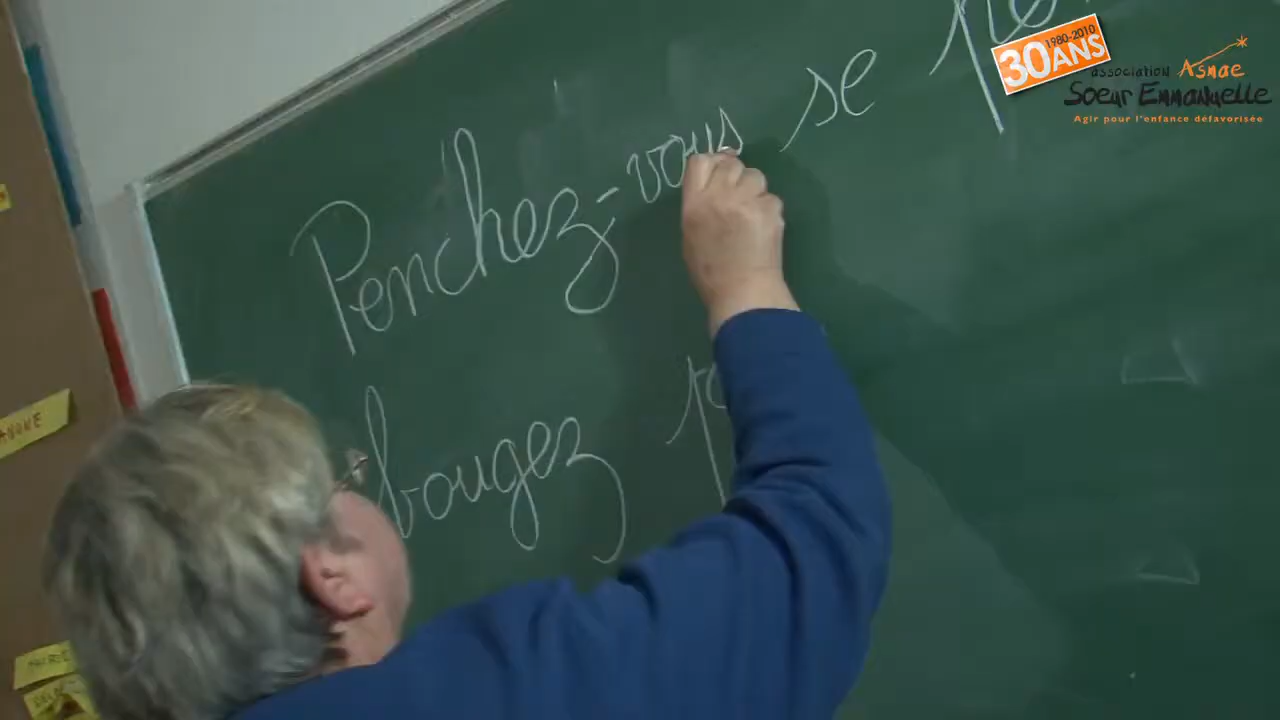 Penchez-vous se
bougez
30 ANS
1980-2010
association Asmae
Soeur Emmanuelle
Agir pour l'enfance défavorisée